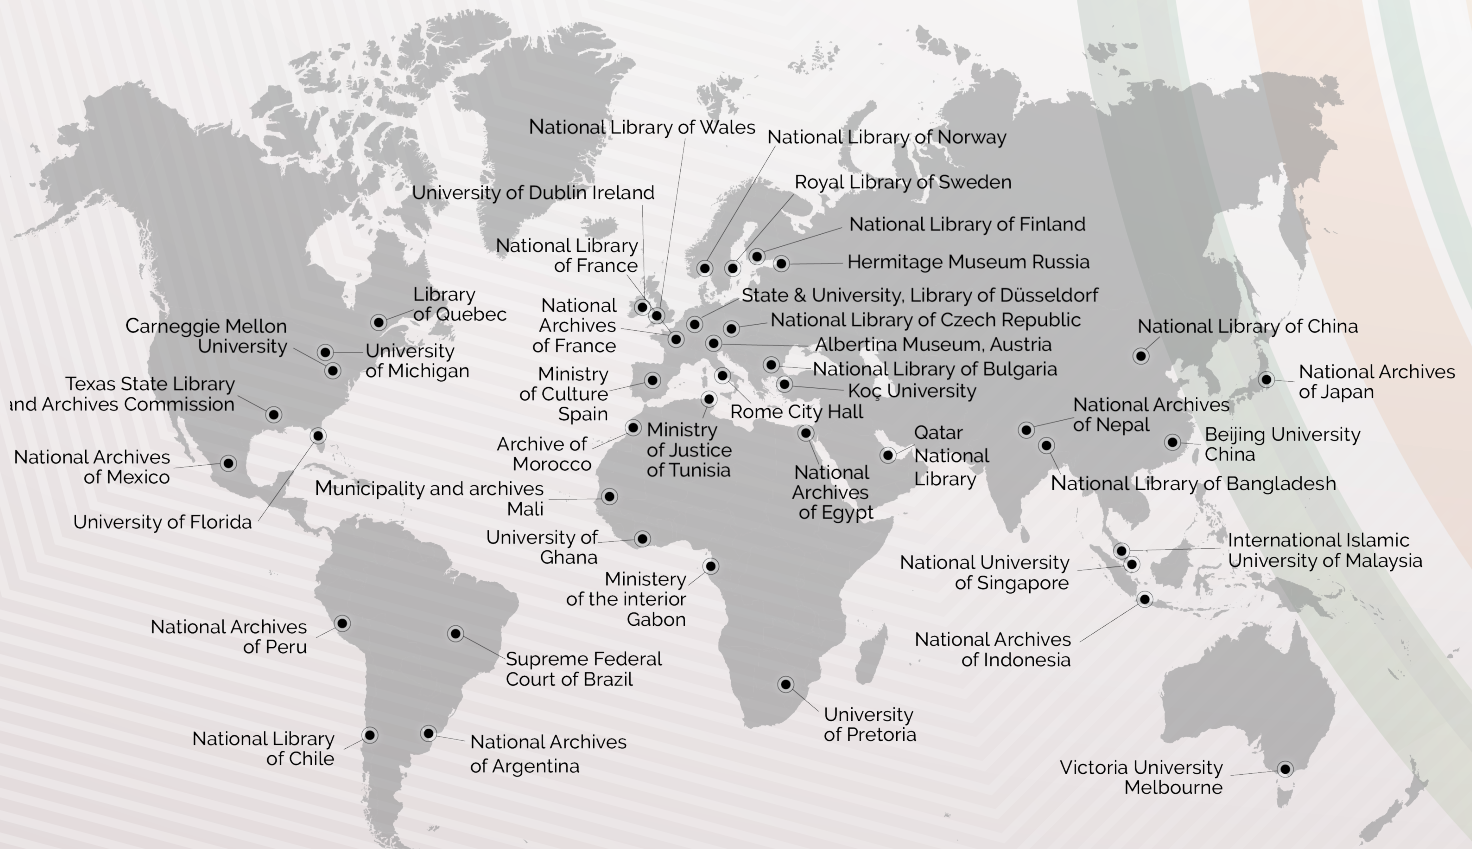 National Library of Wales
National Library of Norway
University of Dublin Ireland
Royal Library of Sweden
National Library
of France
National Library of Finland
Hermitage Museum Russia
Library
of Quebec
National
Archives
of France
State & University, Library of Düsseldorf
National Library of Czech Republic
Albertina Museum, Austria
National Library of Bulgaria
Koç University
Carneggie Mellon
University
University
of Michigan
Ministry
of Culture
Spain
Rome City Hall
National Library of China
National Archives
of Japan
Texas State Library
and Archives Commission
National Archives
of Mexico
University of Florida
Archive of
Morocco
Ministry
of Justice
of Tunisia
National
Archives
of Egypt
Qatar
National
Library
National Archives
of Nepal
Beijing University
China
National Library of Bangladesh
Municipality and archives
Mali
University of
Ghana
Ministery
of the interior
Gabon
National University
of Singapore
International Islamic
University of Malaysia
National Archives
of Indonesia
National Archives
of Peru
Supreme Federal
Court of Brazil
National Library
of Chile
National Archives
of Argentina
University
of Pretoria
Victoria University
Melbourne